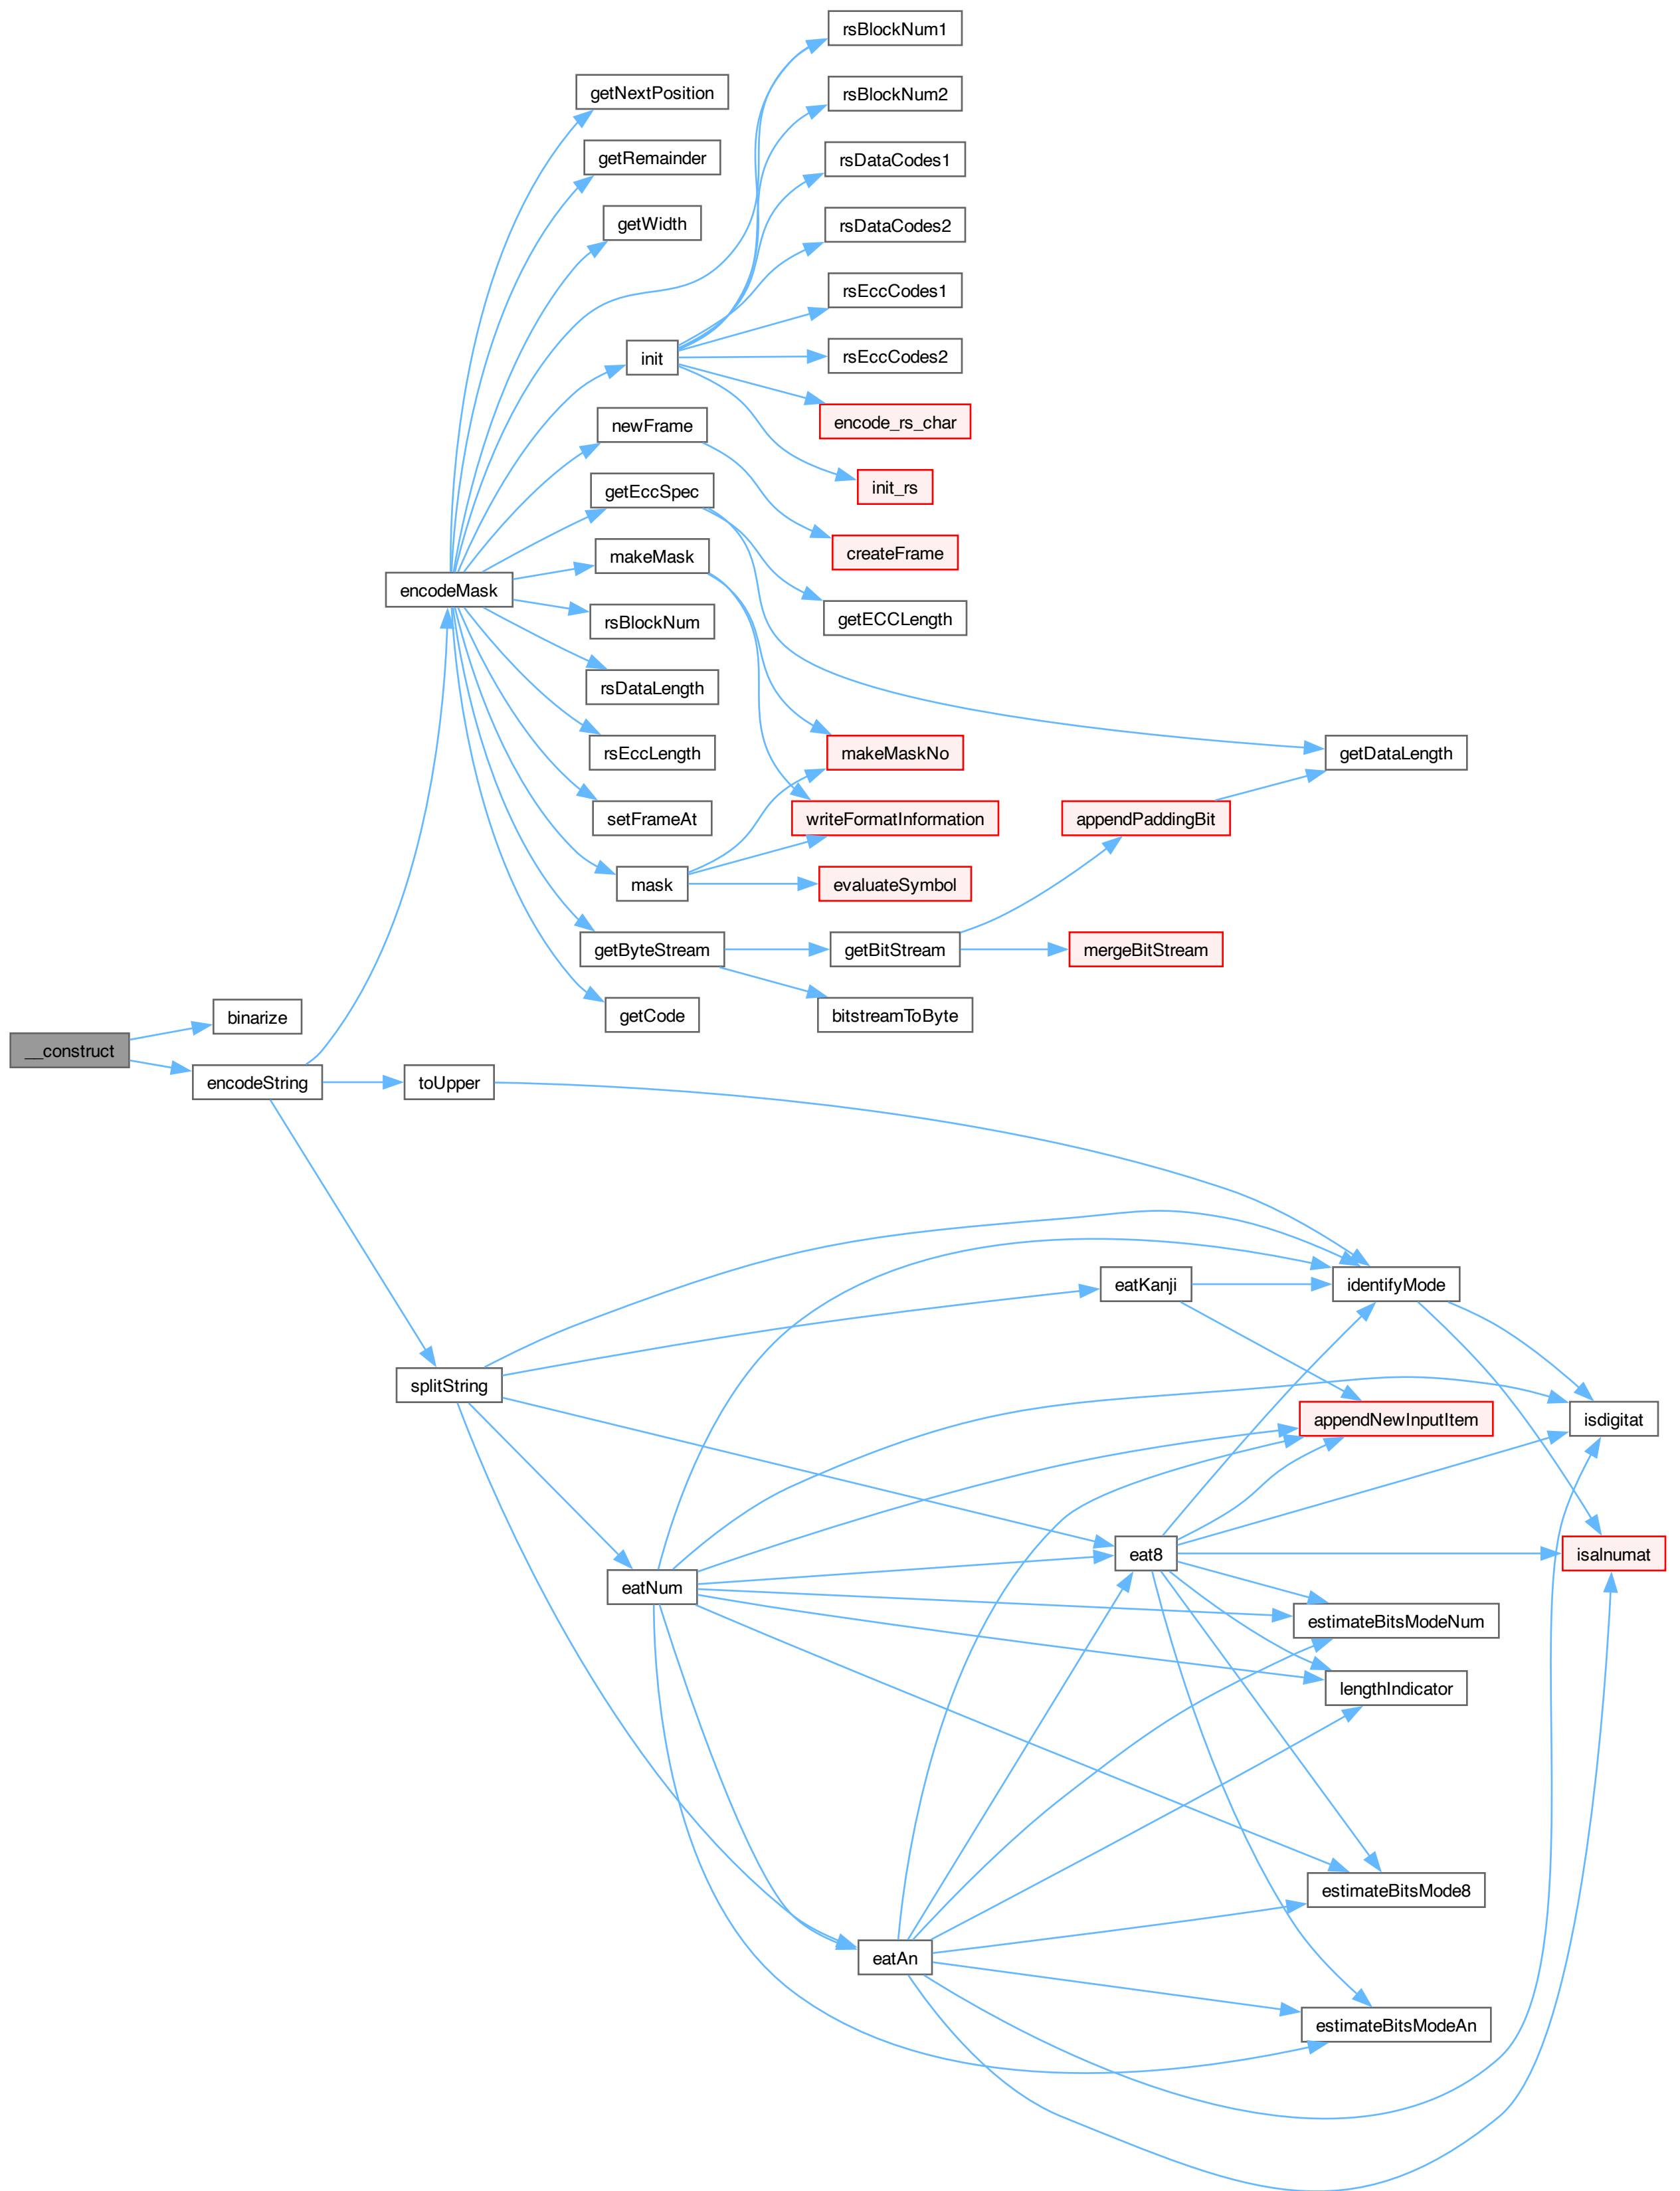 rsBlockNum1
getNextPosition
rsBlockNum2
getRemainder
rsDataCodes1
getWidth
rsDataCodes2
rsEccCodes1
init
rsEccCodes2
newFrame
encode_rs_char
getEccSpec
init_rs
makeMask
createFrame
encodeMask
rsBlockNum
getECCLength
rsDataLength
rsEccLength
makeMaskNo
getDataLength
setFrameAt
writeFormatInformation
appendPaddingBit
mask
evaluateSymbol
getByteStream
getBitStream
mergeBitStream
binarize
getCode
bitstreamToByte
__construct
encodeString
toUpper
eatKanji
identifyMode
splitString
appendNewInputItem
isdigitat
eat8
isalnumat
eatNum
estimateBitsModeNum
lengthIndicator
estimateBitsMode8
eatAn
estimateBitsModeAn